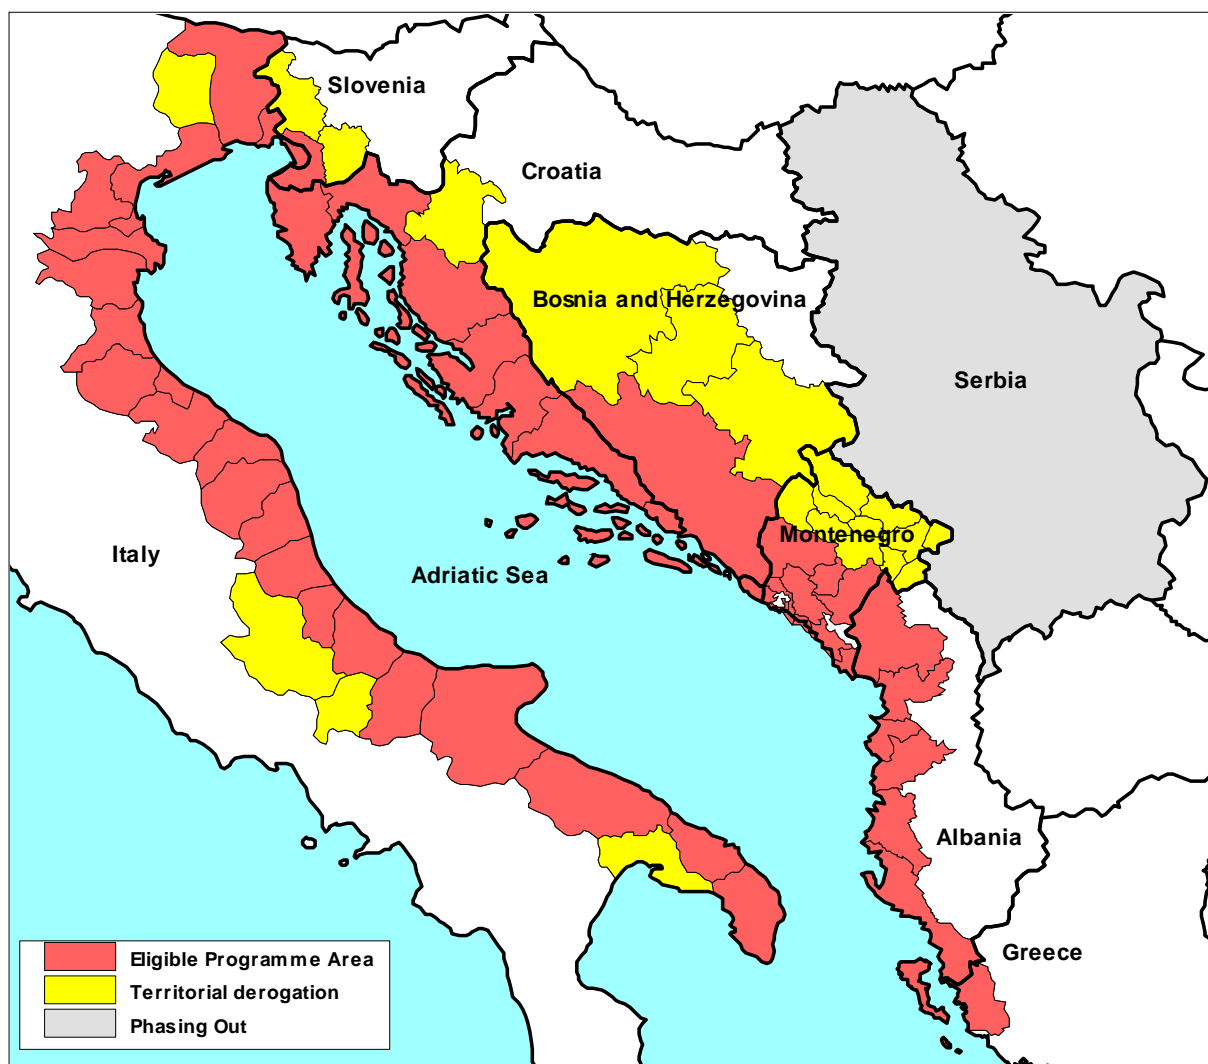 Slovenia
Croatia
Bosnia and Herzegovina
Serbia
Montenegro
Italy
Adriatic Sea
Albania
Greece
Eligible Programme Area
Territorial derogation
Phasing Out